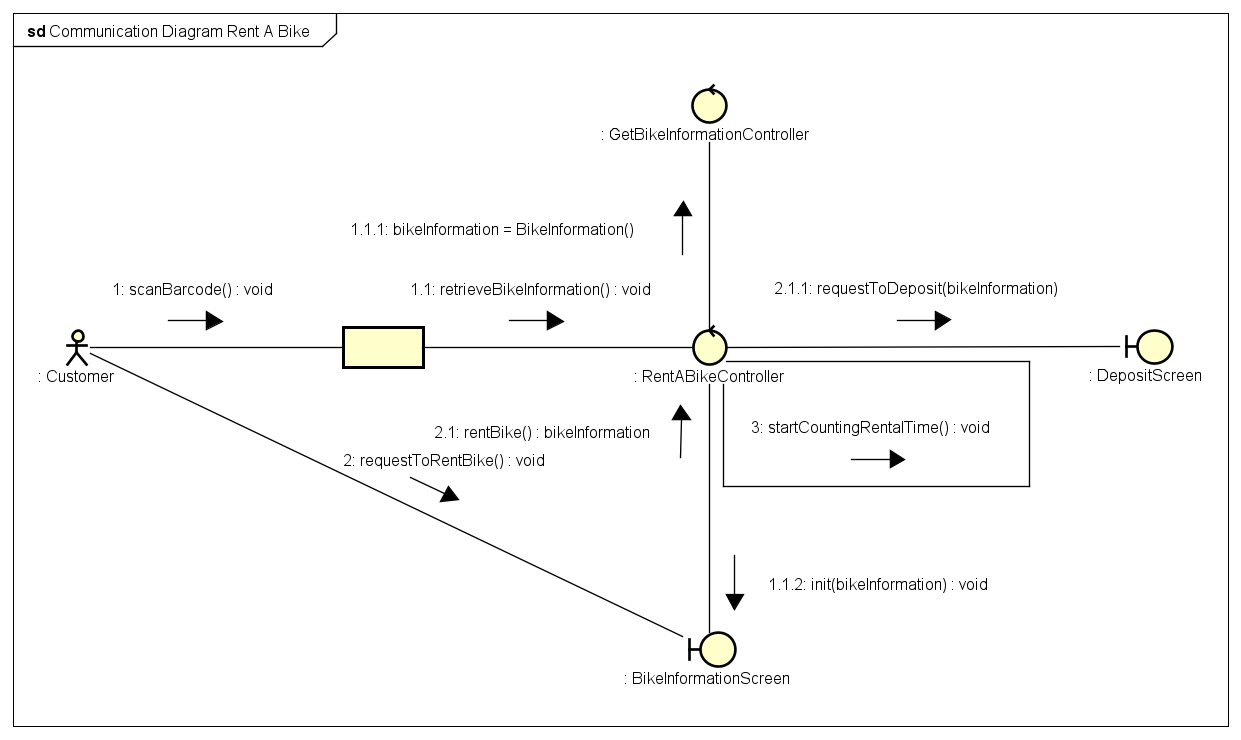 sd Communication Diagram Rent A Bike
: GetBikeInformationController
1.1.1: bikeInformation = BikeInformation()
1: scanBarcode() : void
1.1: retrieveBikeInformation() : void
2.1.1: requestToDeposit(bikeInformation)
: Customer
: RentABikeController
: DepositScreen
2.1: rentBike() : bikeInformation
3: startCountingRentalTime() : void
2: requestToRentBike() : void
1.1.2: init(bikeInformation) : void
: BikeInformationScreen